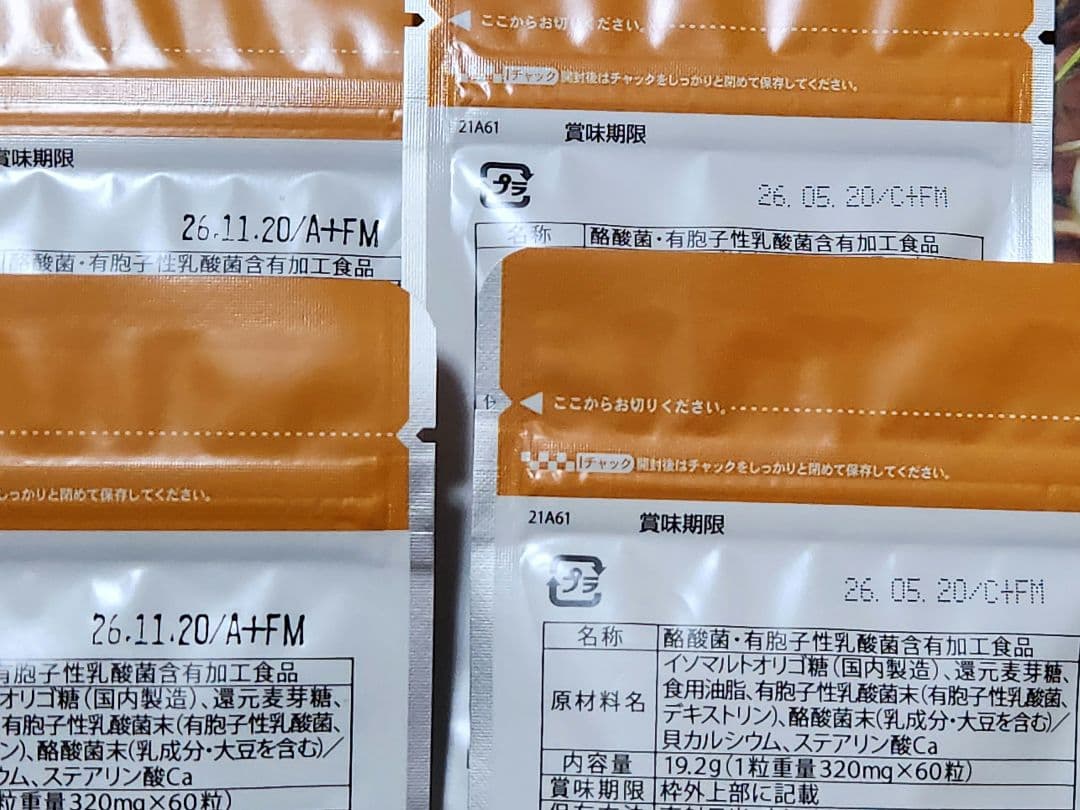 賞味期限
26.11.20/A+FM
酪酸菌・有胞子性乳酸菌含有加工食品
ここからお切りください。
チャック 開封後はチャックをしっかりと閉めて保存してください。
21A61 賞味期限
プラ
26.05.20/C+FM
名称 酪酸菌・有胞子性乳酸菌含有加工食品
しっかりと閉めて保存してください。
26.11.20/A+FM
有胞子性乳酸菌含有加工食品
オリゴ糖(国内製造)、還元麦芽糖、
有胞子性乳酸菌末(有胞子性乳酸菌、
ン)、酪酸菌末(乳成分・大豆を含む)/
ウム、ステアリン酸Ca
粒重量320mg×60粒)
ここからお切りください。
チャック 開封後はチャックをしっかりと閉めて保存してください。
21A61 賞味期限
プラ
26.05.20/C+FM
名称 酪酸菌・有胞子性乳酸菌含有加工食品
原材料名 イソマルトオリゴ糖(国内製造)、還元麦芽糖、
食用油脂、有胞子性乳酸菌末(有胞子性乳酸菌、
デキストリン)、酪酸菌末(乳成分・大豆を含む)/
貝カルシウム、ステアリン酸Ca
内容量 19.2g(1粒重量320mg×60粒)
賞味期限 枠外上部に記載